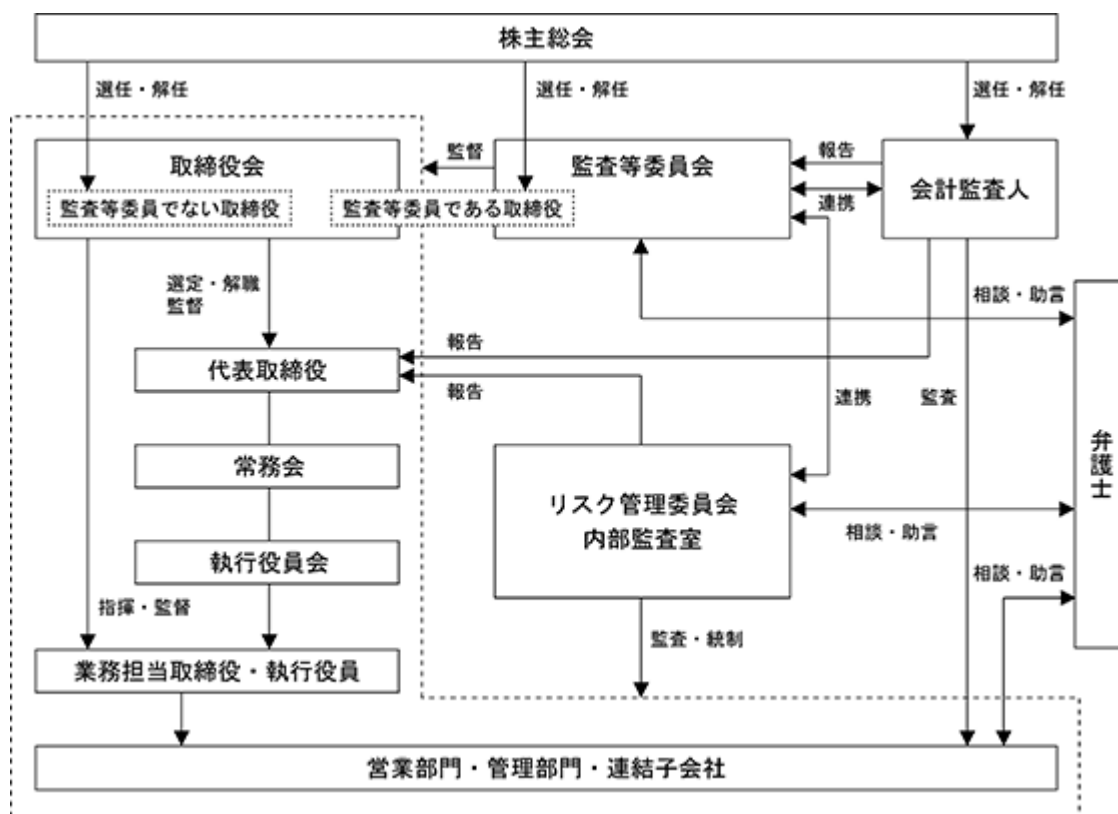 株主総会
選任・解任
選任・解任
選任・解任
取締役会
監督
監査等委員会
報告
会計監査人
監査等委員でない取締役
監査等委員である取締役
連携
選定・解職
監督
相談・助言
報告
代表取締役
報告
連携
監査
弁護士
常務会
リスク管理委員会
内部監査室
相談・助言
執行役員会
相談・助言
指揮・監督
監査・統制
業務担当取締役・執行役員
営業部門・管理部門・連結子会社